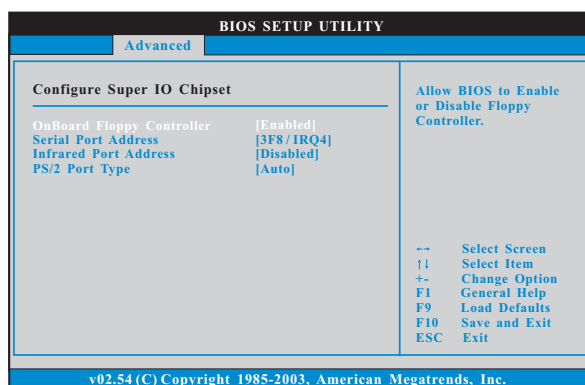 BIOS SETUP UTILITY
Advanced
Configure Super IO Chipset
OnBoard Floppy Controller [Enabled]
Serial Port Address [3F8 / IRQ4]
Infrared Port Address [Disabled]
PS/2 Port Type [Auto]
Allow BIOS to Enable
or Disable Floppy
Controller.
←→ Select Screen
↑↓ Select Item
+- Change Option
F1 General Help
F9 Load Defaults
F10 Save and Exit
ESC Exit
v02.54 (C) Copyright 1985-2003, American Megatrends, Inc.